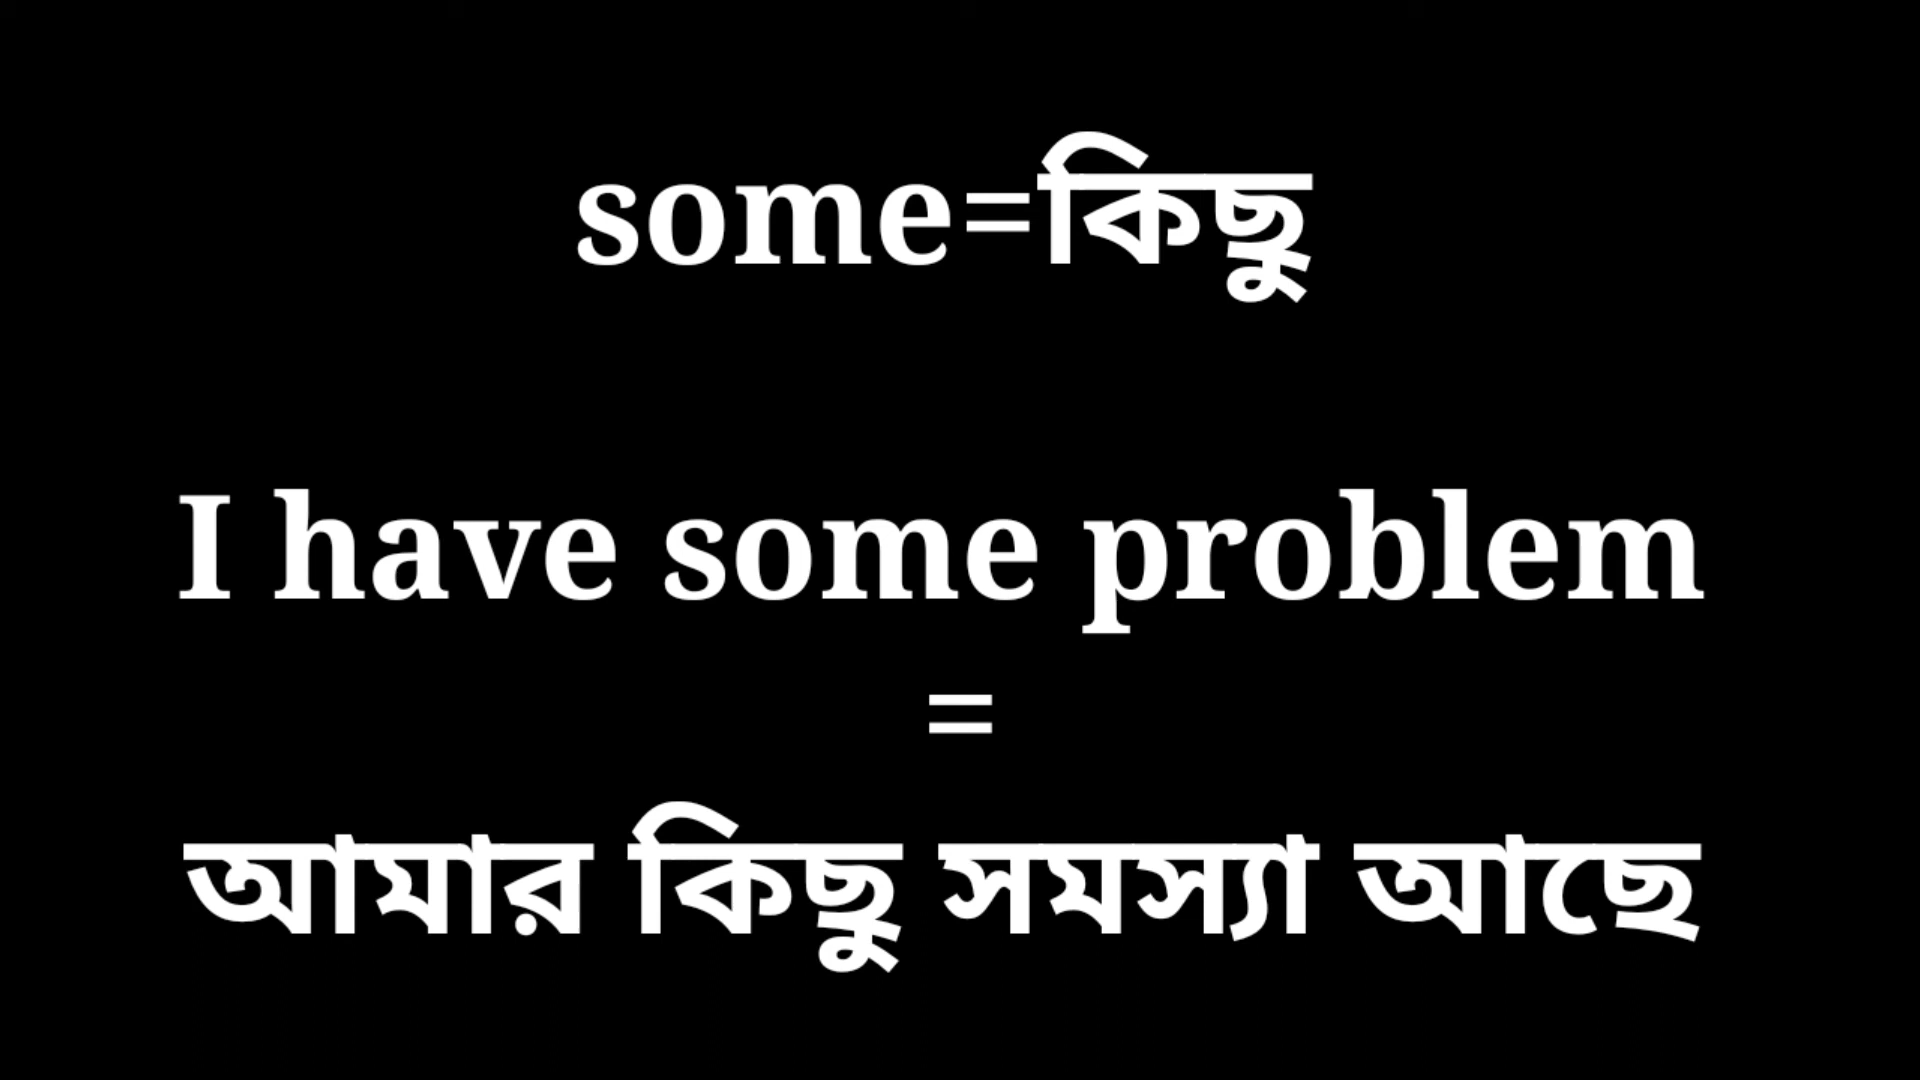 some=কিছু
I have some problem
=
আমার কিছু সমস্যা আছে